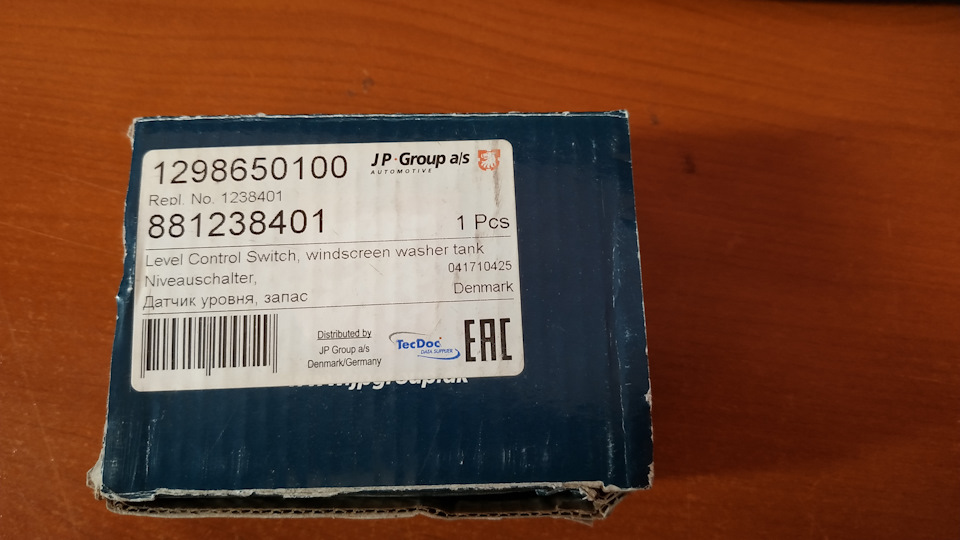 1298650100
JP·Group a/s
AUTOMOTIVE
Repl. No. 1238401
881238401
1 Pcs
Level Control Switch, windscreen washer tank
Niveauschalter,
041710425
Датчик уровня, запас
Denmark
Distributed by
JP Group a/s
Denmark/Germany
TecDoc
DATA SUPPLIER
EAC